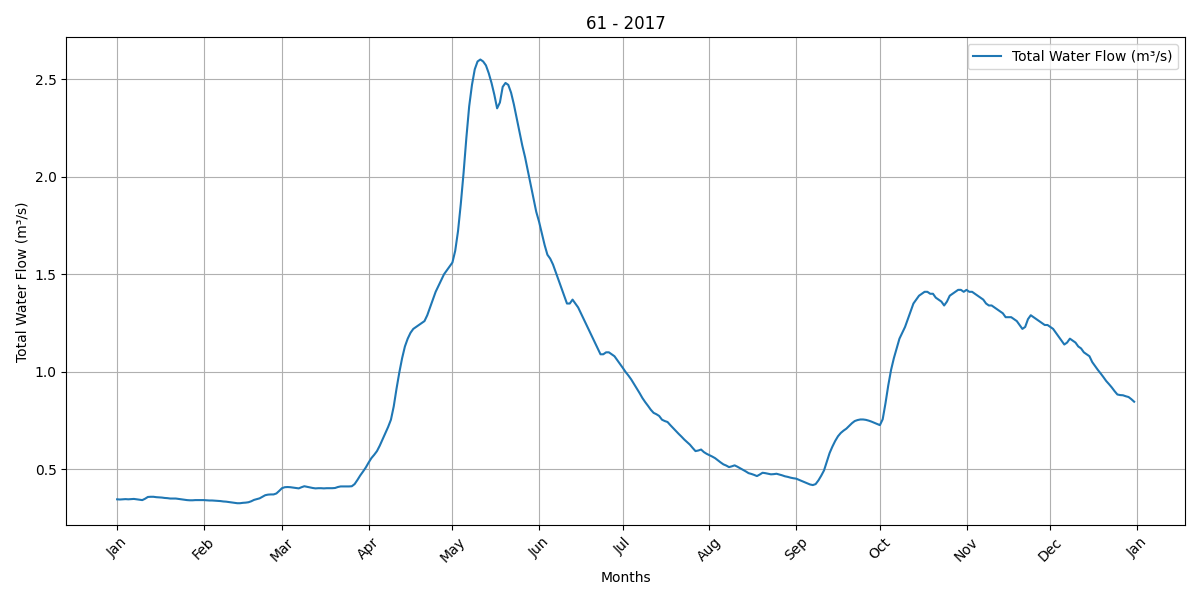 61 - 2017
Total Water Flow (m³/s)
Total Water Flow (m³/s)
2.5
2.0
1.5
1.0
0.5
Jan
Feb
Mar
Apr
May
Jun
Jul
Aug
Sep
Oct
Nov
Dec
Jan
Months